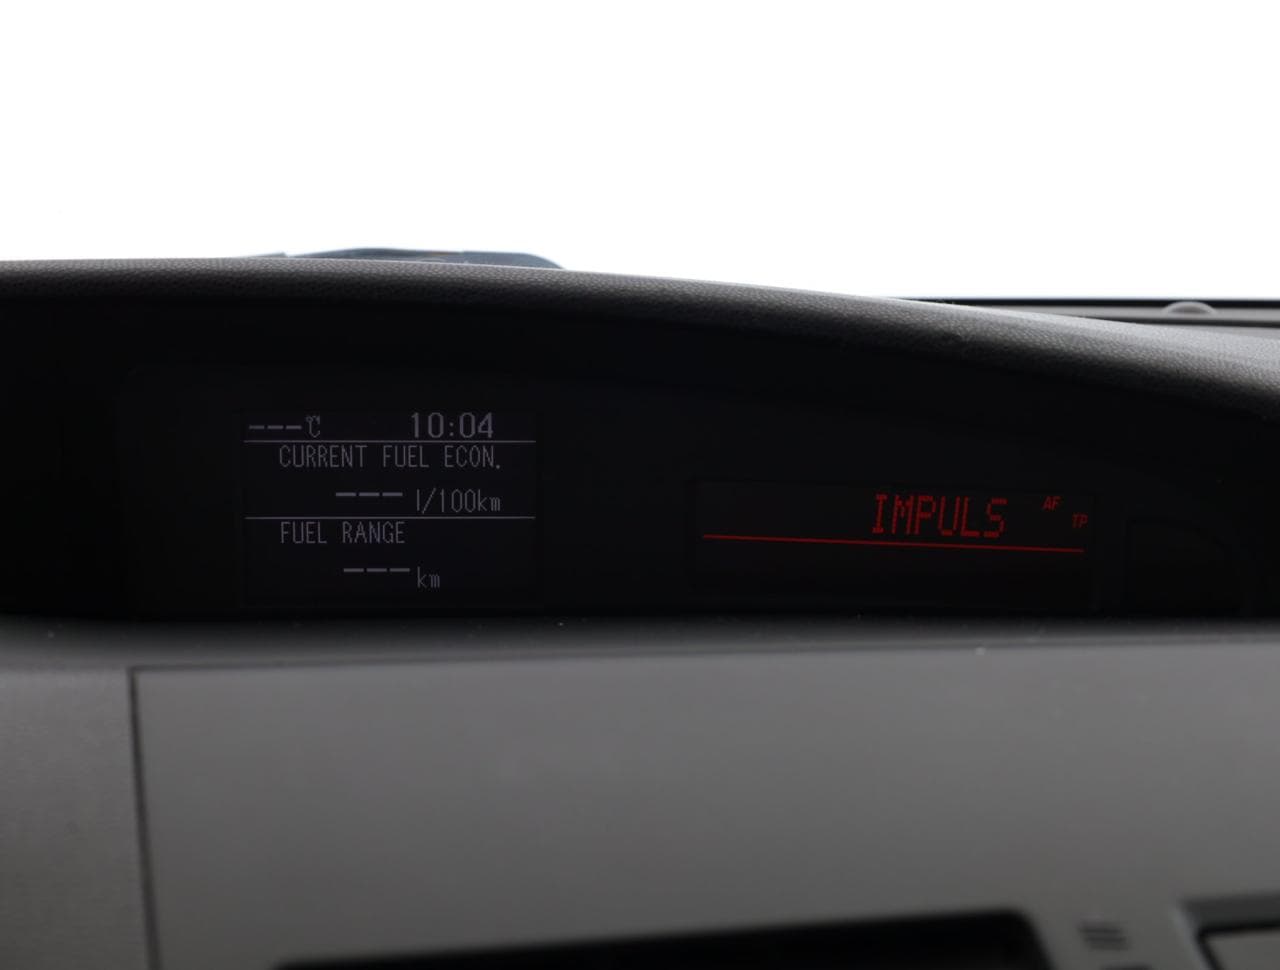 ---℃ 10:04
CURRENT FUEL ECON.
--- l/100km
FUEL RANGE
--- km
IMPULS AF TP